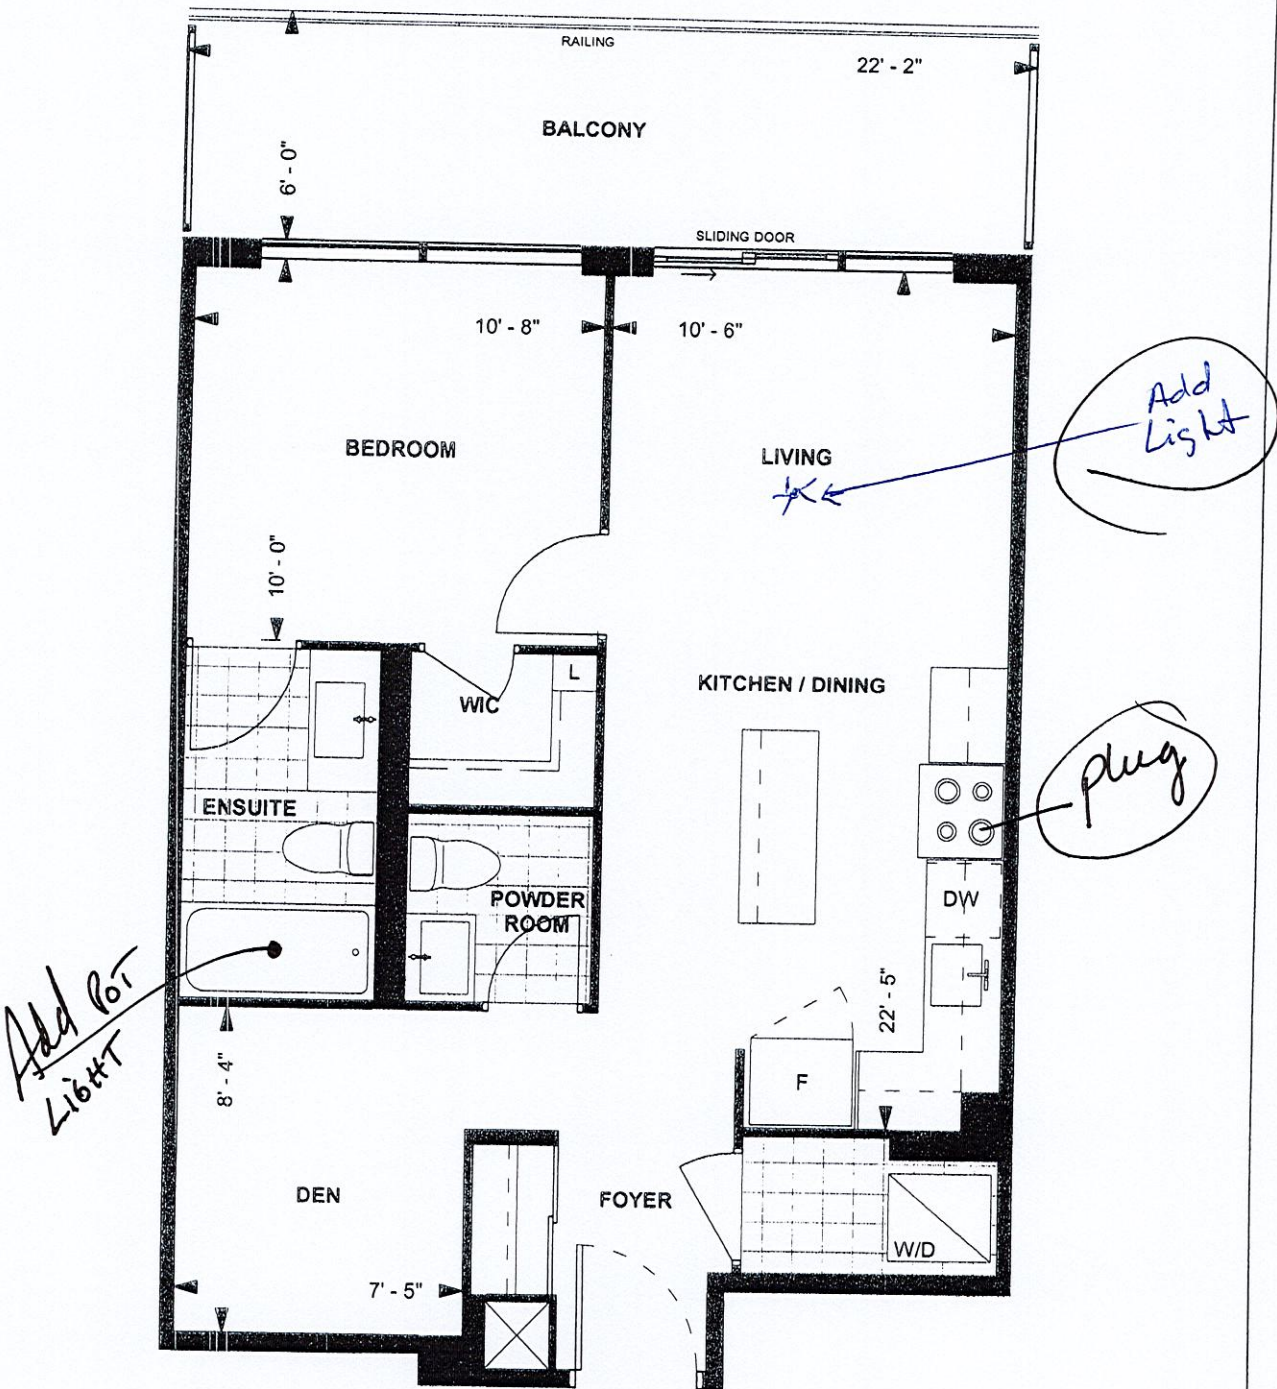 RAILING
22' - 2"
BALCONY
6' - 0"
SLIDING DOOR
10' - 8"
10' - 6"
Add
Light
BEDROOM
LIVING
10' - 0"
L
KITCHEN / DINING
WIC
plug
ENSUITE
POWDER
ROOM
DW
Add POT
LIGHT
22' - 5"
8' - 4"
F
DEN
FOYER
W/D
7' - 5"